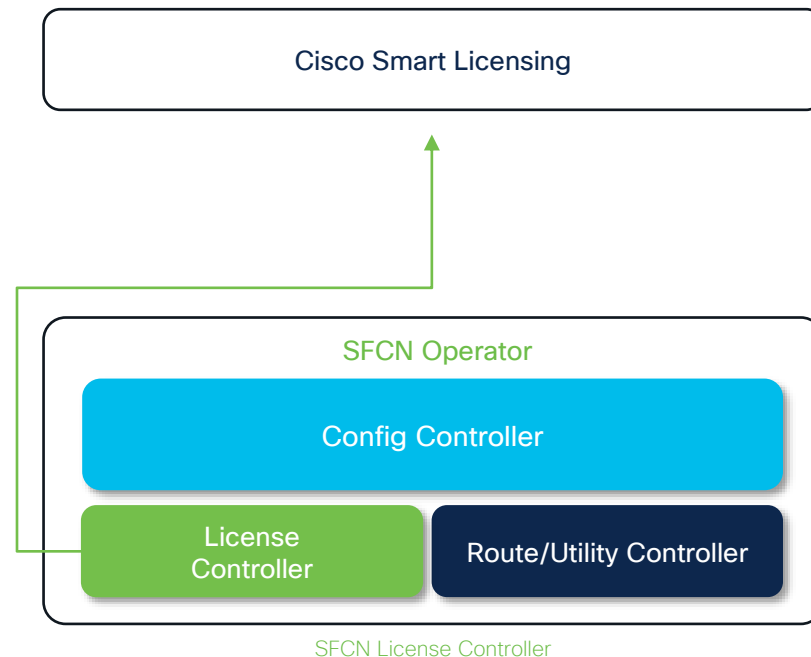 Cisco Smart Licensing
SFCN Operator
Config Controller
License
Controller
Route/Utility Controller
SFCN License Controller